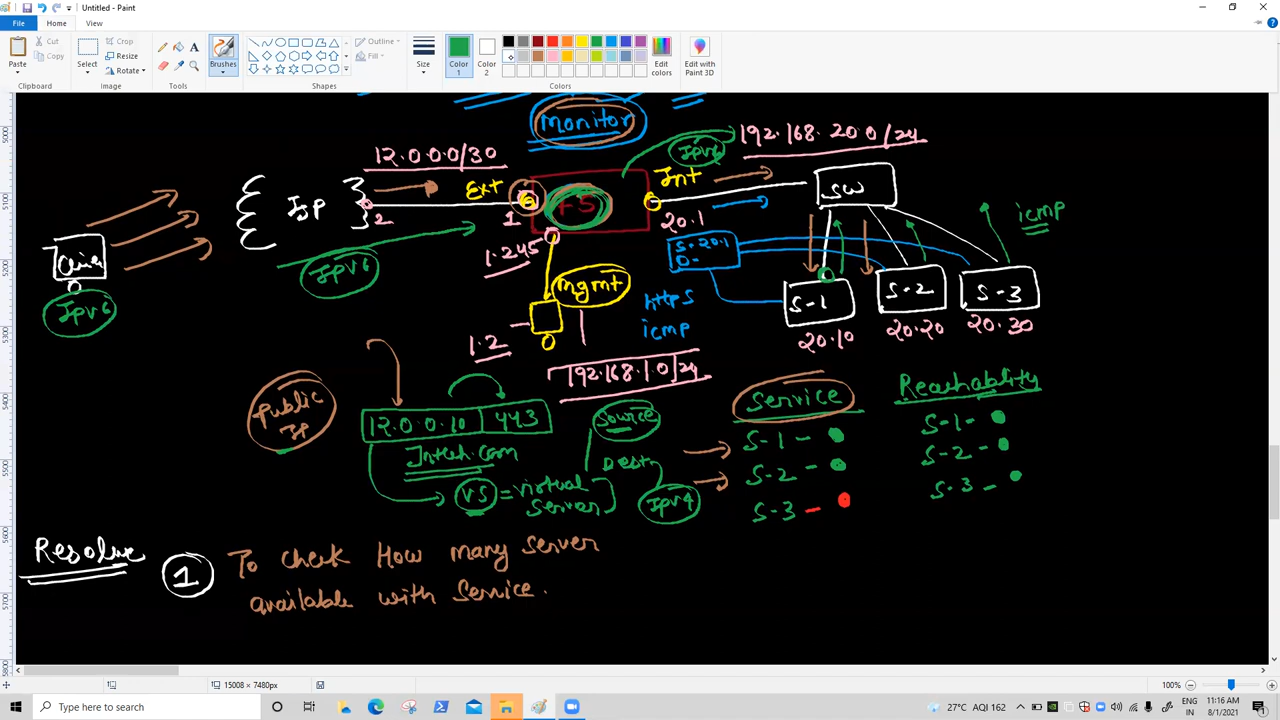 Untitled - Paint
File Home View
Paste Cut Copy Select Crop Resize Rotate Brushes Outline Fill Size Color 1 Color 2 Edit colors Edit with Paint 3D
Clipboard Image Tools Shapes Colors
monitor
192.168.20.0/24
12.0.0.0/30
Ext
Int
Isp
F5
SW
2
1
20.1
icmp
1.245
S-20.1
D-
Ipv6
mgmt
https
icmp
S-1
S-2
S-3
Ipv6
20.10
20.20
20.30
1.2
192.168.1.0/24
Public
12.0.0.10 443
Source
Service
Reachability
S-1 -
S-1 -
Dest
S-2 -
S-2 -
VS = Virtual Server
Ipv4
S-3 -
S-3 -
Resolve
1
To check How many Server
available with Service.
15008 × 7480px
100%
Type here to search
27°C AQI 162
ENG
IN
11:16 AM
8/1/2021